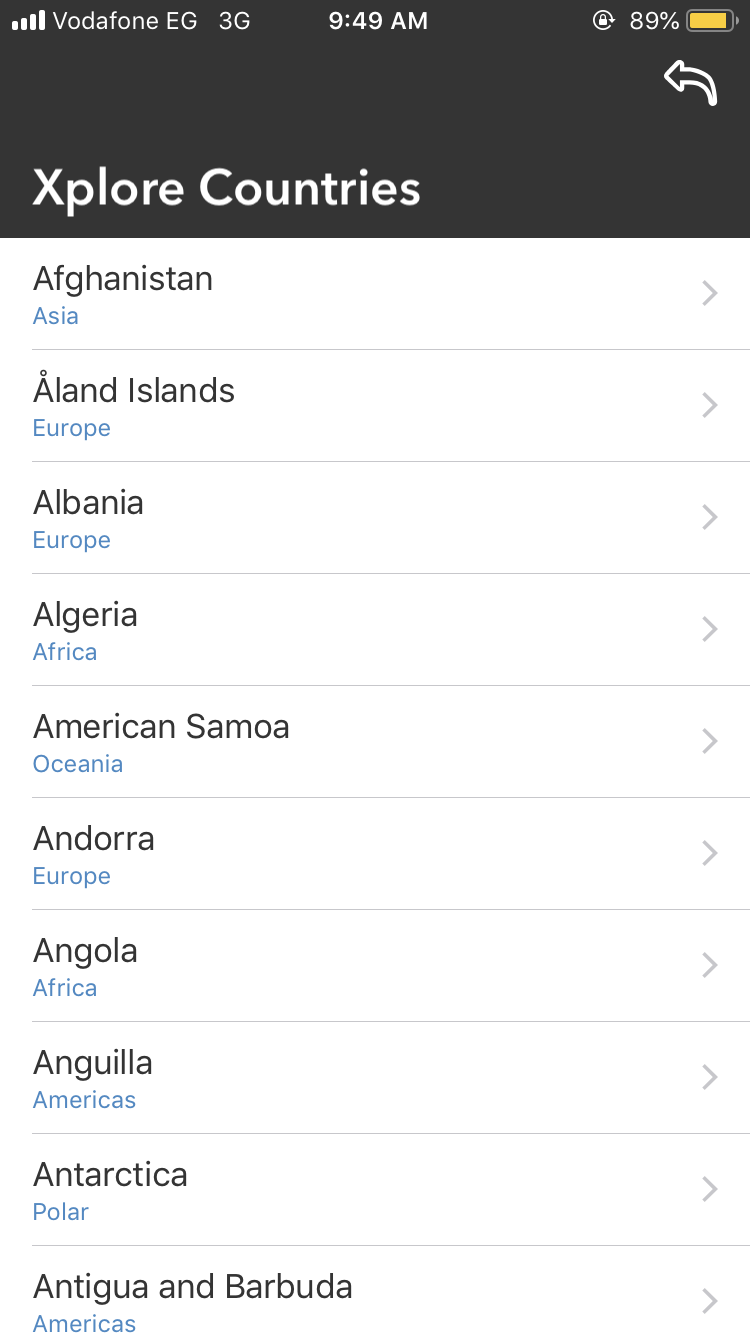 Vodafone EG 3G 9:49 AM 89%
Xplore Countries
Afghanistan
Asia
Åland Islands
Europe
Albania
Europe
Algeria
Africa
American Samoa
Oceania
Andorra
Europe
Angola
Africa
Anguilla
Americas
Antarctica
Polar
Antigua and Barbuda
Americas